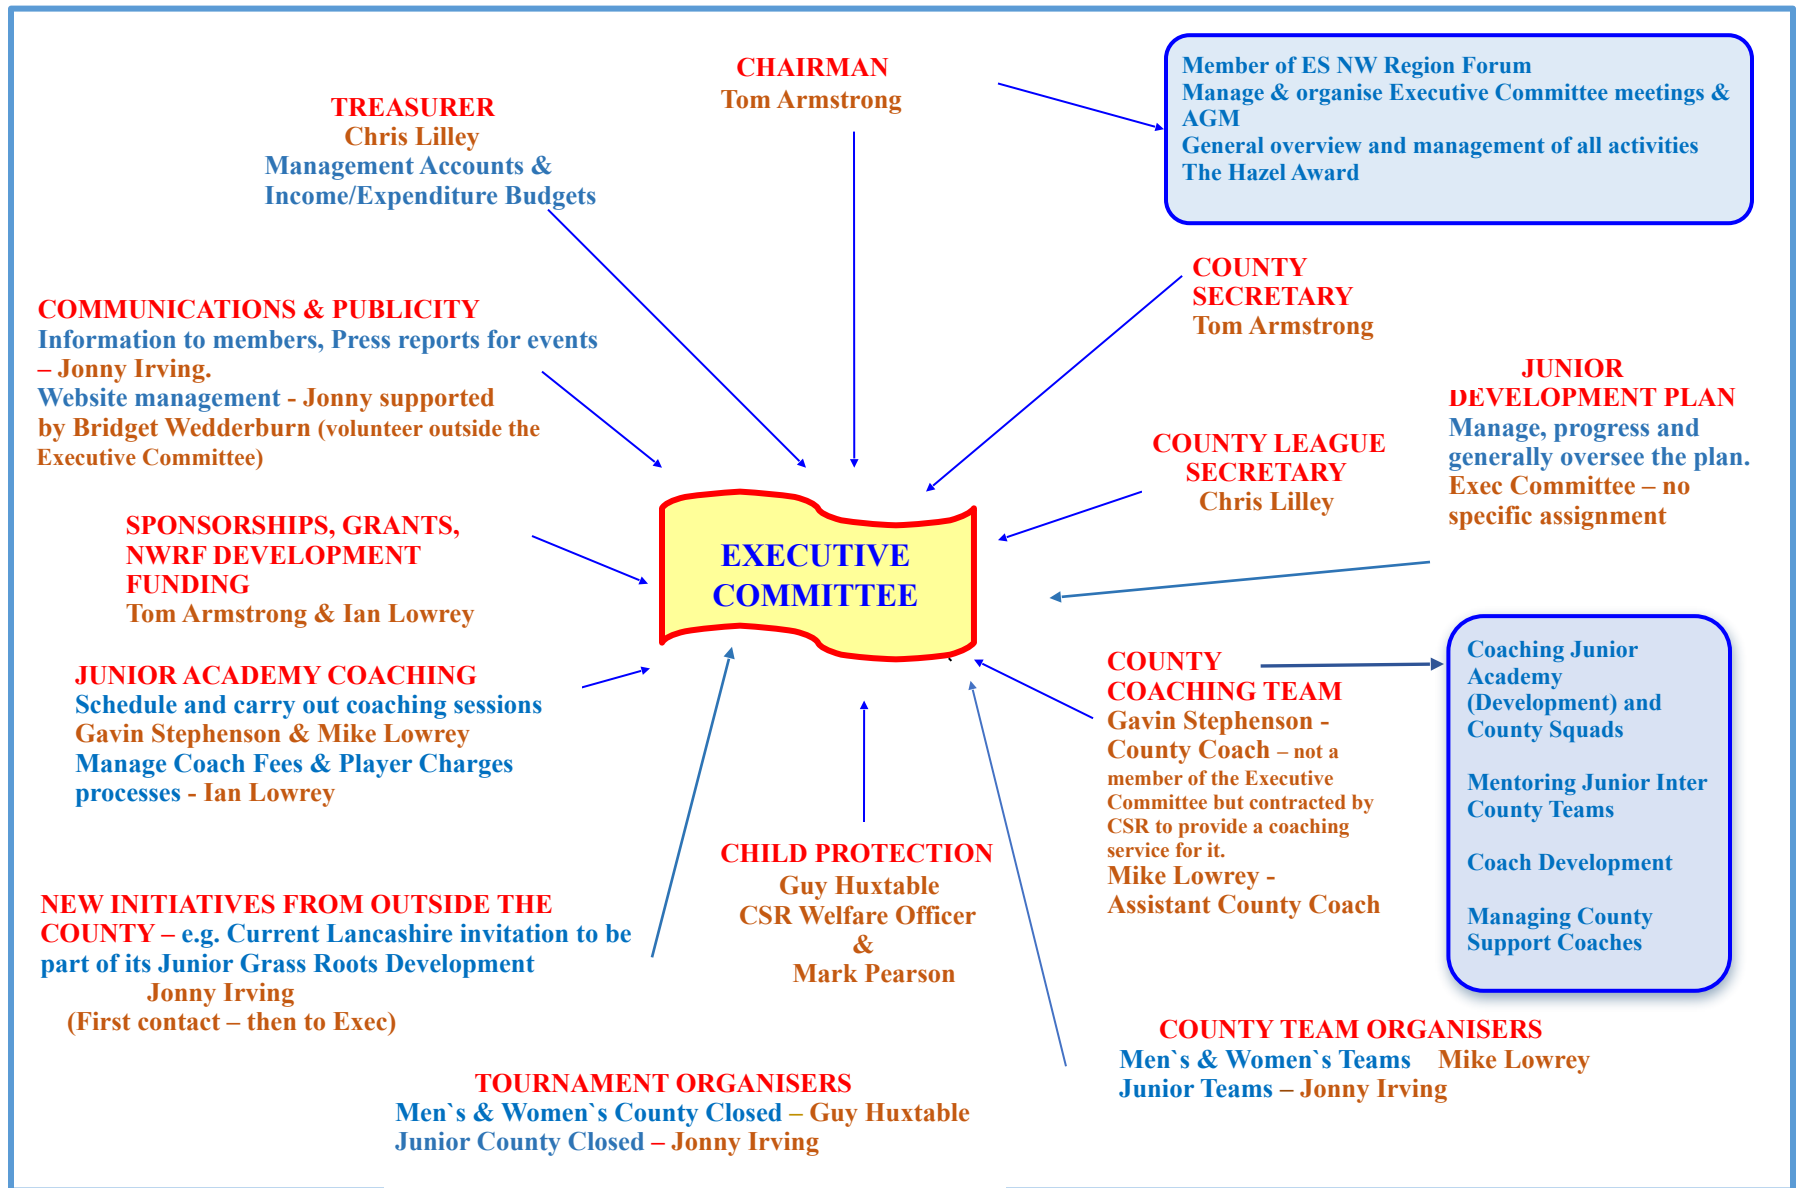 CHAIRMAN
Tom Armstrong
Member of ES NW Region Forum
Manage & organise Executive Committee meetings &
AGM
General overview and management of all activities
The Hazel Award
TREASURER
Chris Lilley
Management Accounts &
Income/Expenditure Budgets
COUNTY
SECRETARY
Tom Armstrong
COMMUNICATIONS & PUBLICITY
Information to members, Press reports for events
– Jonny Irving.
Website management - Jonny supported
by Bridget Wedderburn (volunteer outside the
Executive Committee)
JUNIOR
DEVELOPMENT PLAN
Manage, progress and
generally oversee the plan.
Exec Committee – no
specific assignment
COUNTY LEAGUE
SECRETARY
Chris Lilley
SPONSORSHIPS, GRANTS,
NWRF DEVELOPMENT
FUNDING
Tom Armstrong & Ian Lowrey
EXECUTIVE
COMMITTEE
JUNIOR ACADEMY COACHING
Schedule and carry out coaching sessions
Gavin Stephenson & Mike Lowrey
Manage Coach Fees & Player Charges
processes - Ian Lowrey
COUNTY
COACHING TEAM
Gavin Stephenson -
County Coach – not a
member of the Executive
Committee but contracted by
CSR to provide a coaching
service for it.
Mike Lowrey -
Assistant County Coach
Coaching Junior
Academy
(Development) and
County Squads
Mentoring Junior Inter
County Teams
Coach Development
Managing County
Support Coaches
CHILD PROTECTION
Guy Huxtable
CSR Welfare Officer
&
Mark Pearson
NEW INITIATIVES FROM OUTSIDE THE
COUNTY – e.g. Current Lancashire invitation to be
part of its Junior Grass Roots Development
Jonny Irving
(First contact – then to Exec)
COUNTY TEAM ORGANISERS
Men`s & Women`s Teams Mike Lowrey
Junior Teams – Jonny Irving
TOURNAMENT ORGANISERS
Men`s & Women`s County Closed – Guy Huxtable
Junior County Closed – Jonny Irving